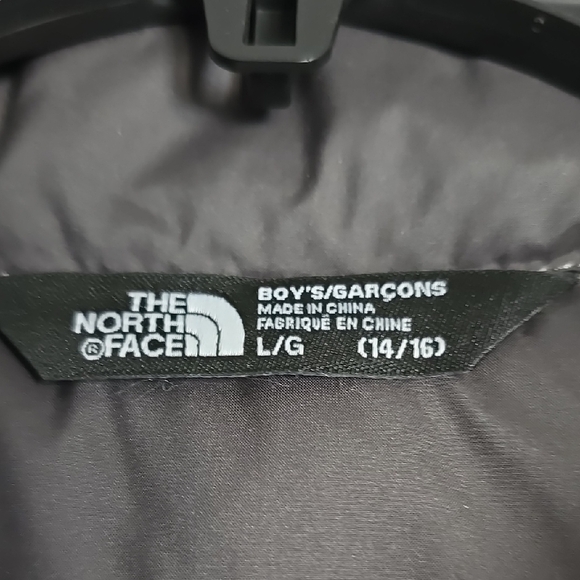 THE
NORTH
®FACE
BOY'S/GARÇONS
MADE IN CHINA
FABRIQUÉ EN CHINE
L/G (14/16)